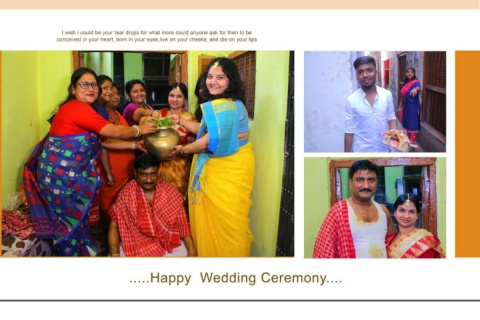 I wish i could be your tear drops for what more could anyone ask for then to be
conceived in your heart, born in your eyes,live on your cheeks, and die on your lips
.....Happy Wedding Ceremony....